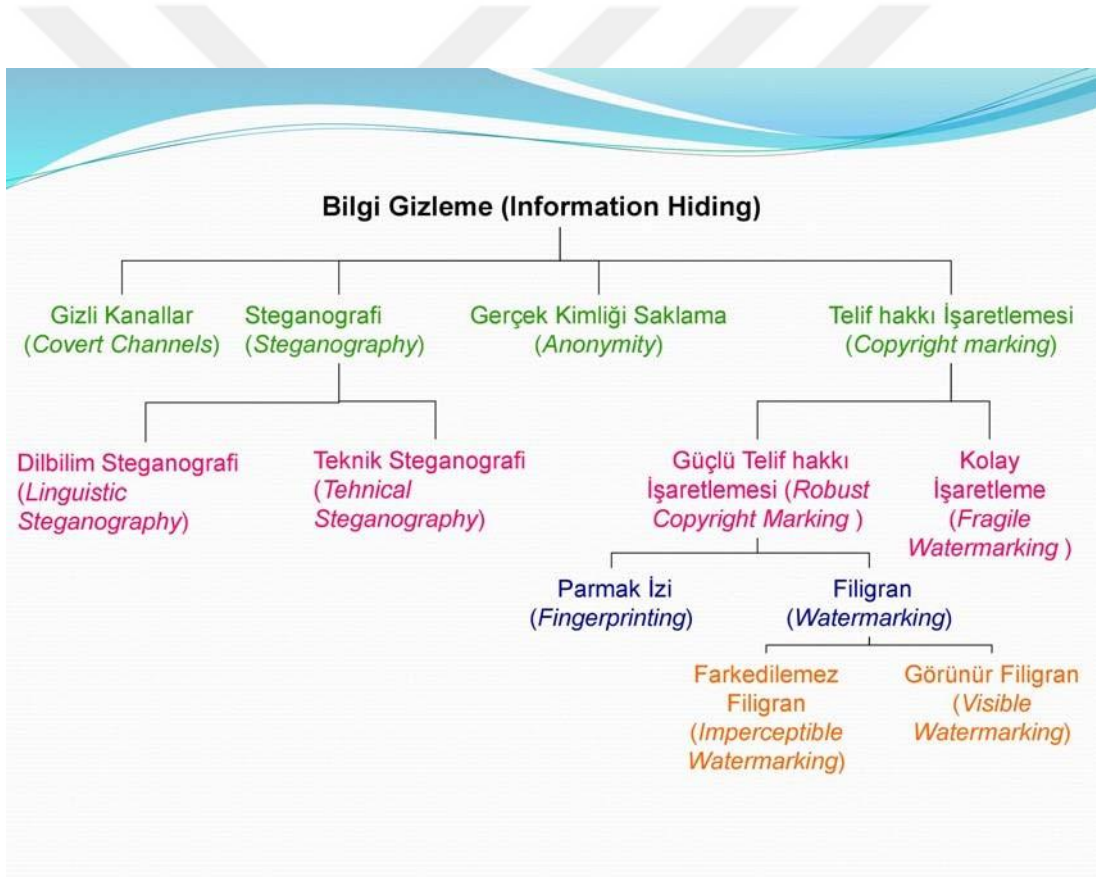 Bilgi Gizleme (Information Hiding)
Gizli Kanallar
(Covert Channels)
Steganografi
(Steganography)
Gerçek Kimliği Saklama
(Anonymity)
Telif hakkı İşaretlemesi
(Copyright marking)
Dilbilim Steganografi
(Linguistic
Steganography)
Teknik Steganografi
(Tehnical
Steganography)
Güçlü Telif hakkı
İşaretlemesi (Robust
Copyright Marking )
Kolay
İşaretleme
(Fragile
Watermarking )
Parmak İzi
(Fingerprinting)
Filigran
(Watermarking)
Farkedilemez
Filigran
(Imperceptible
Watermarking)
Görünür Filigran
(Visible
Watermarking)